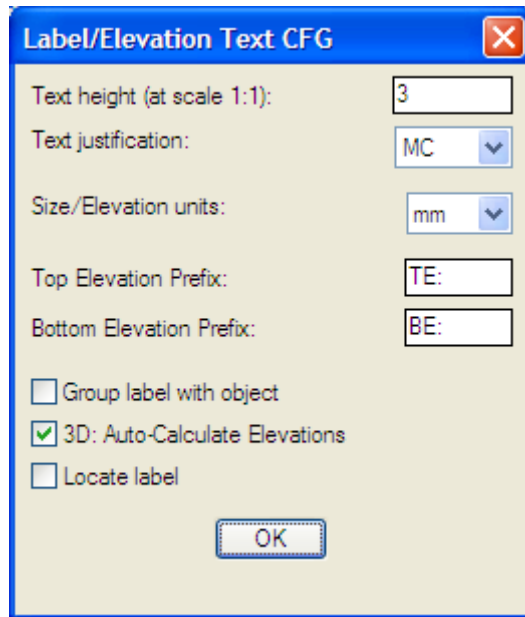 Label/Elevation Text CFG
Text height (at scale 1:1): 3
Text justification: MC
Size/Elevation units: mm
Top Elevation Prefix: TE:
Bottom Elevation Prefix: BE:
Group label with object
3D: Auto-Calculate Elevations
Locate label
OK